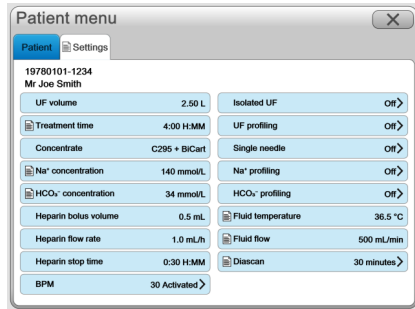 Patient menu
Patient
Settings
19780101-1234
Mr Joe Smith
UF volume 2.50 L
Treatment time 4:00 H:MM
Concentrate C295 + BiCart
Na⁺ concentration 140 mmol/L
HCO₃⁻ concentration 34 mmol/L
Heparin bolus volume 0.5 mL
Heparin flow rate 1.0 mL/h
Heparin stop time 0:30 H:MM
BPM 30 Activated
Isolated UF Off
UF profiling Off
Single needle Off
Na⁺ profiling Off
HCO₃⁻ profiling Off
Fluid temperature 36.5 °C
Fluid flow 500 mL/min
Diascan 30 minutes